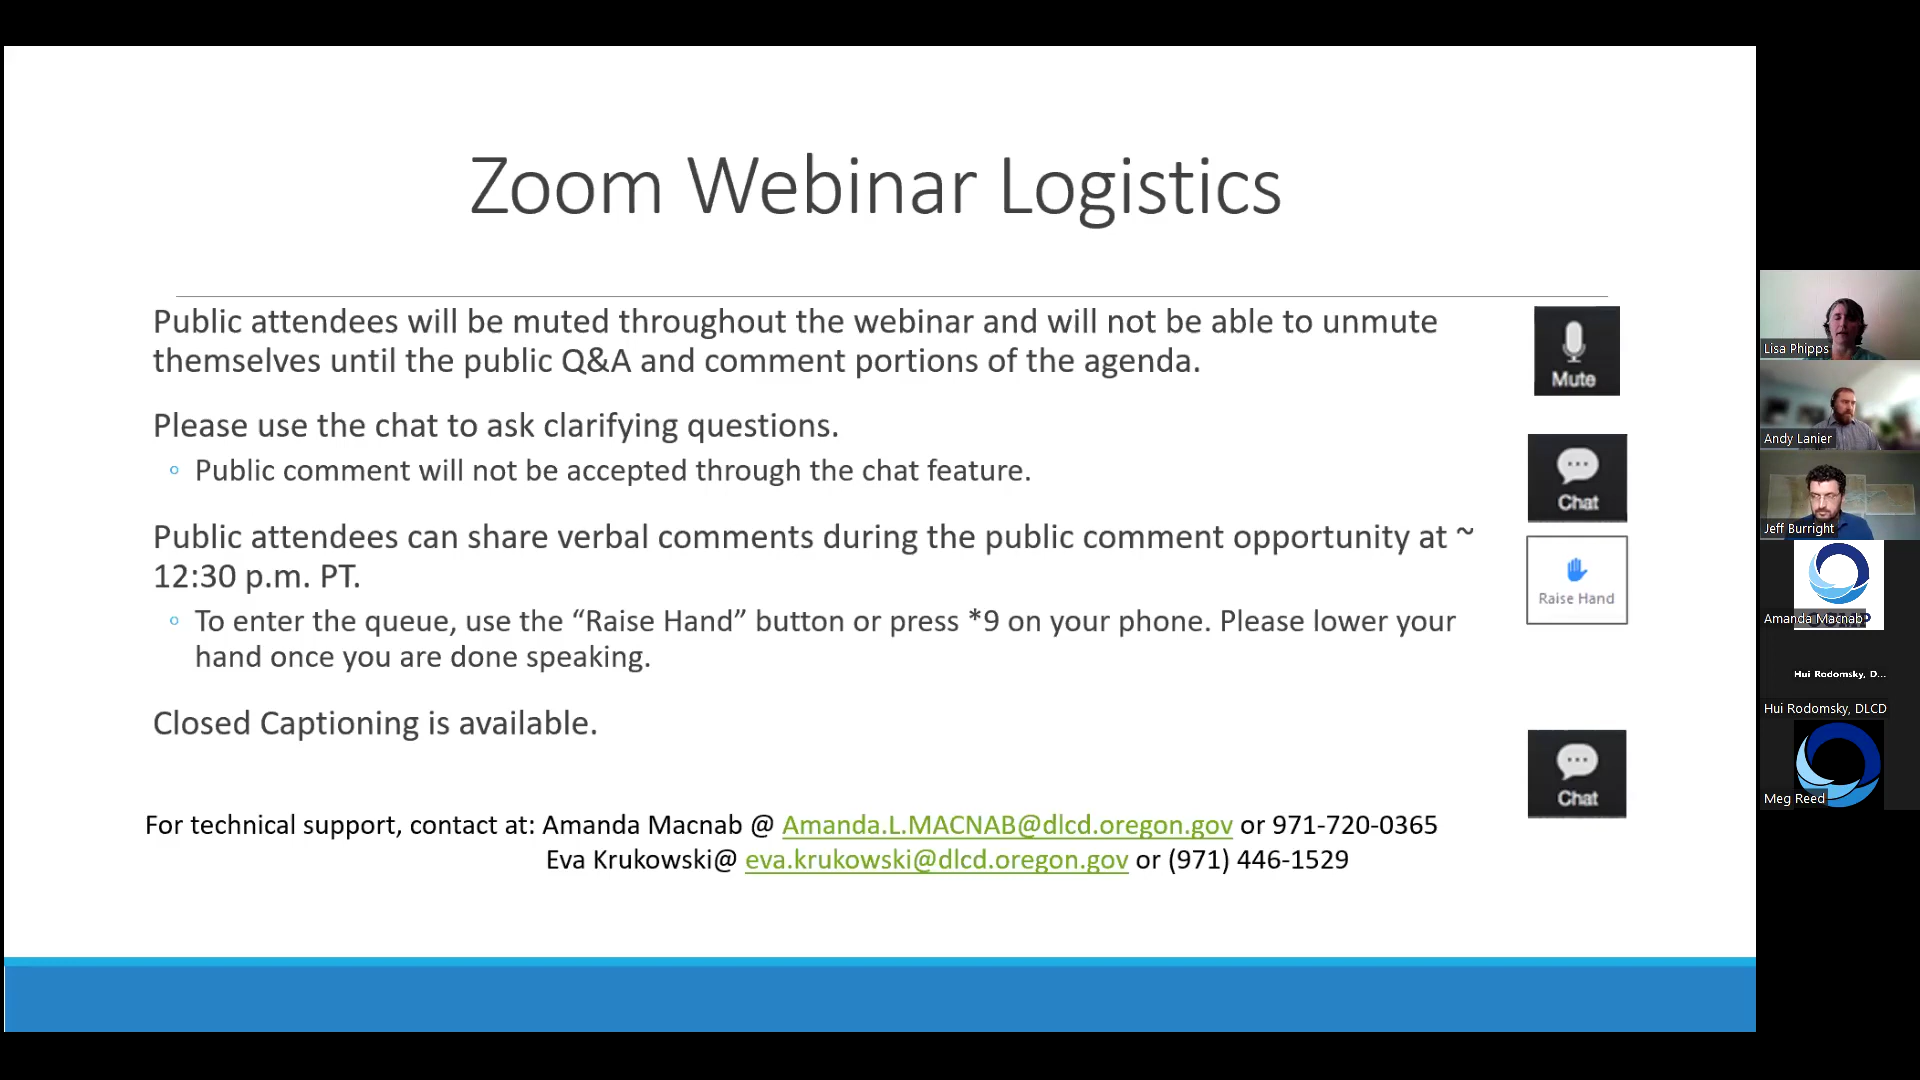 Zoom Webinar Logistics
Public attendees will be muted throughout the webinar and will not be able to unmute
themselves until the public Q&A and comment portions of the agenda.
Mute
Please use the chat to ask clarifying questions.
Public comment will not be accepted through the chat feature.
Chat
Public attendees can share verbal comments during the public comment opportunity at ~
12:30 p.m. PT.
Raise Hand
To enter the queue, use the “Raise Hand” button or press *9 on your phone. Please lower your
hand once you are done speaking.
Closed Captioning is available.
Chat
For technical support, contact at: Amanda Macnab @ Amanda.L.MACNAB@dlcd.oregon.gov or 971-720-0365
Eva Krukowski@ eva.krukowski@dlcd.oregon.gov or (971) 446-1529
Lisa Phipps
Andy Lanier
Jeff Burright
Amanda Macnab
Hui Rodomsky, D...
Hui Rodomsky, DLCD
Meg Reed